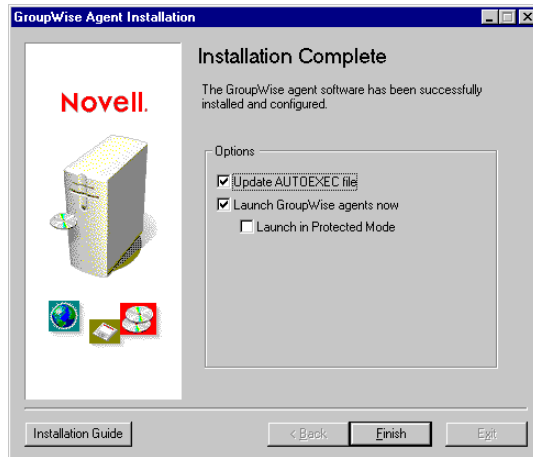 GroupWise Agent Installation
Novell.
Installation Complete
The GroupWise agent software has been successfully
installed and configured.
Options
Update AUTOEXEC file
Launch GroupWise agents now
Launch in Protected Mode
Installation Guide
< Back
Finish
Exit